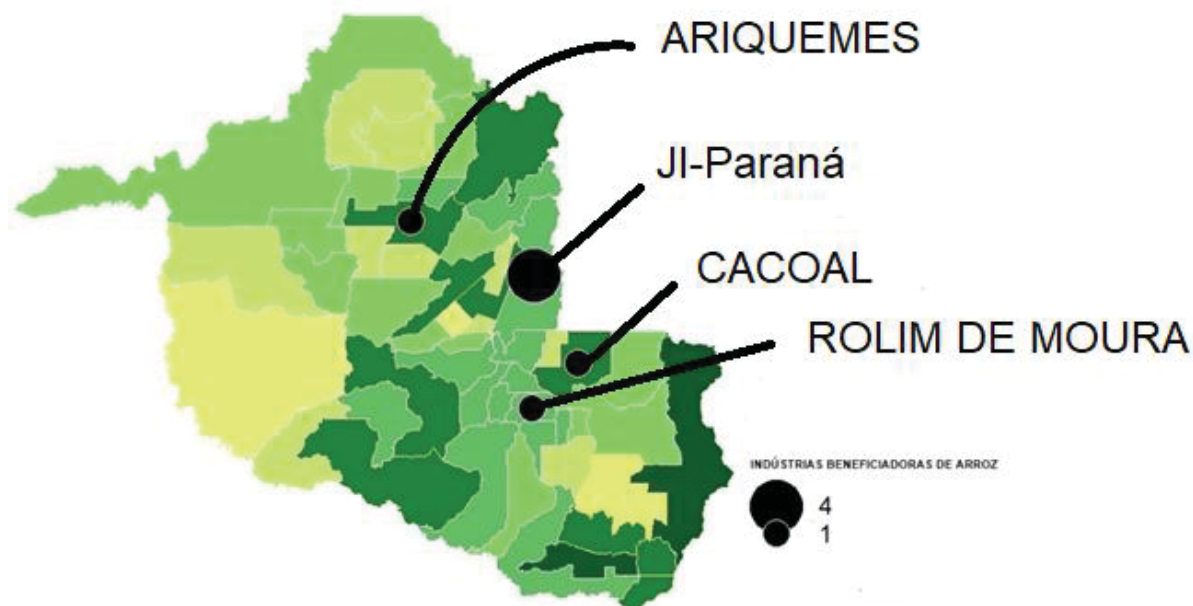 ARIQUEMES
JI-Paraná
CACOAL
ROLIM DE MOURA
INDÚSTRIAS BENEFICIADORAS DE ARROZ
4
1